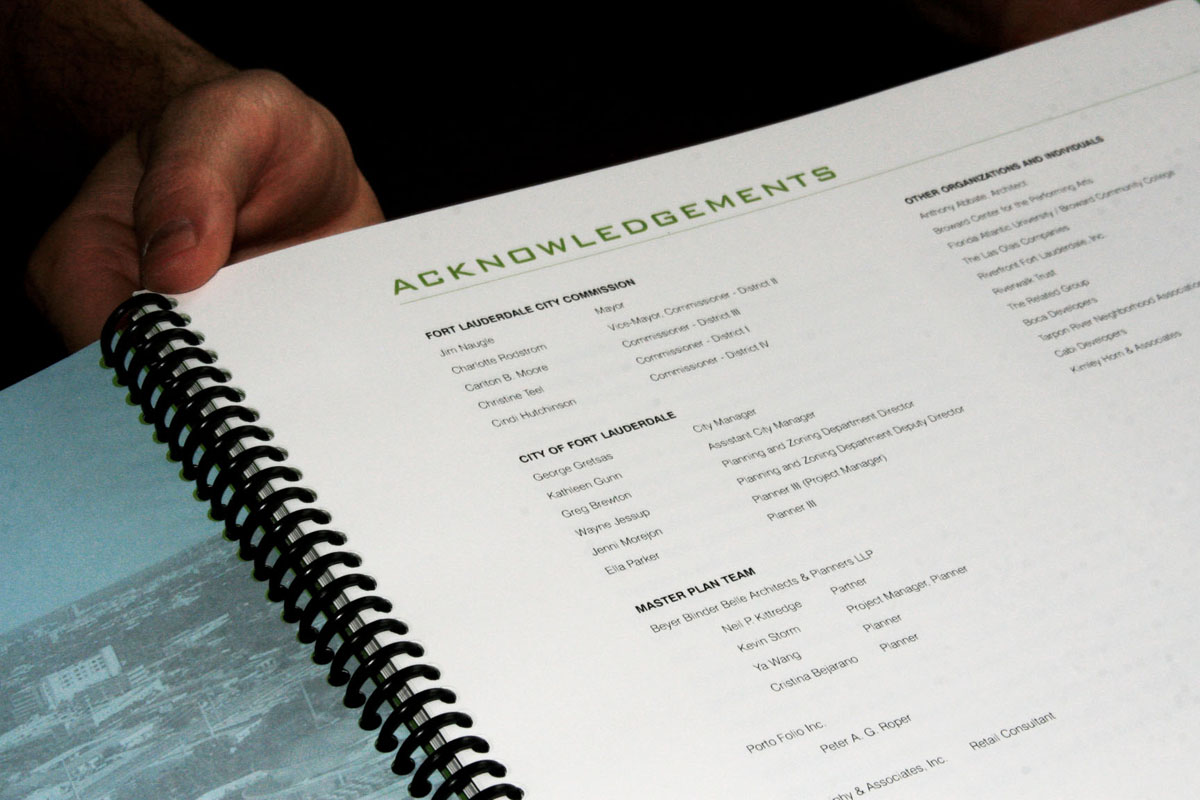 ACKNOWLEDGEMENTS
FORT LAUDERDALE CITY COMMISSION
Jim Naugle Mayor
Charlotte Rodstrom Vice-Mayor, Commissioner - District II
Carlton B. Moore Commissioner - District III
Christine Teel Commissioner - District I
Cindi Hutchinson Commissioner - District IV
CITY OF FORT LAUDERDALE
George Gretsas City Manager
Kathleen Gunn Assistant City Manager
Greg Brewton Planning and Zoning Department Director
Wayne Jessup Planning and Zoning Department Deputy Director
Jenni Morejon Planner III (Project Manager)
Ella Parker Planner III
MASTER PLAN TEAM
Beyer Blinder Belle Architects & Planners LLP
Neil P. Kittredge Partner
Kevin Storm Project Manager, Planner
Ya Wang Planner
Cristina Bejarano Planner
Porto Folio Inc.
Peter A. G. Roper
& Associates, Inc. Retail Consultant
OTHER ORGANIZATIONS AND INDIVIDUALS
Anthony Abbate, Architect
Broward Center for the Performing Arts
Florida Atlantic University / Broward Community College
The Las Olas Companies
Riverfront Fort Lauderdale, Inc.
Riverwalk Trust
The Related Group
Boca Developers
Tarpon River Neighborhood Association
Cabi Developers
Kimley Horn & Associates